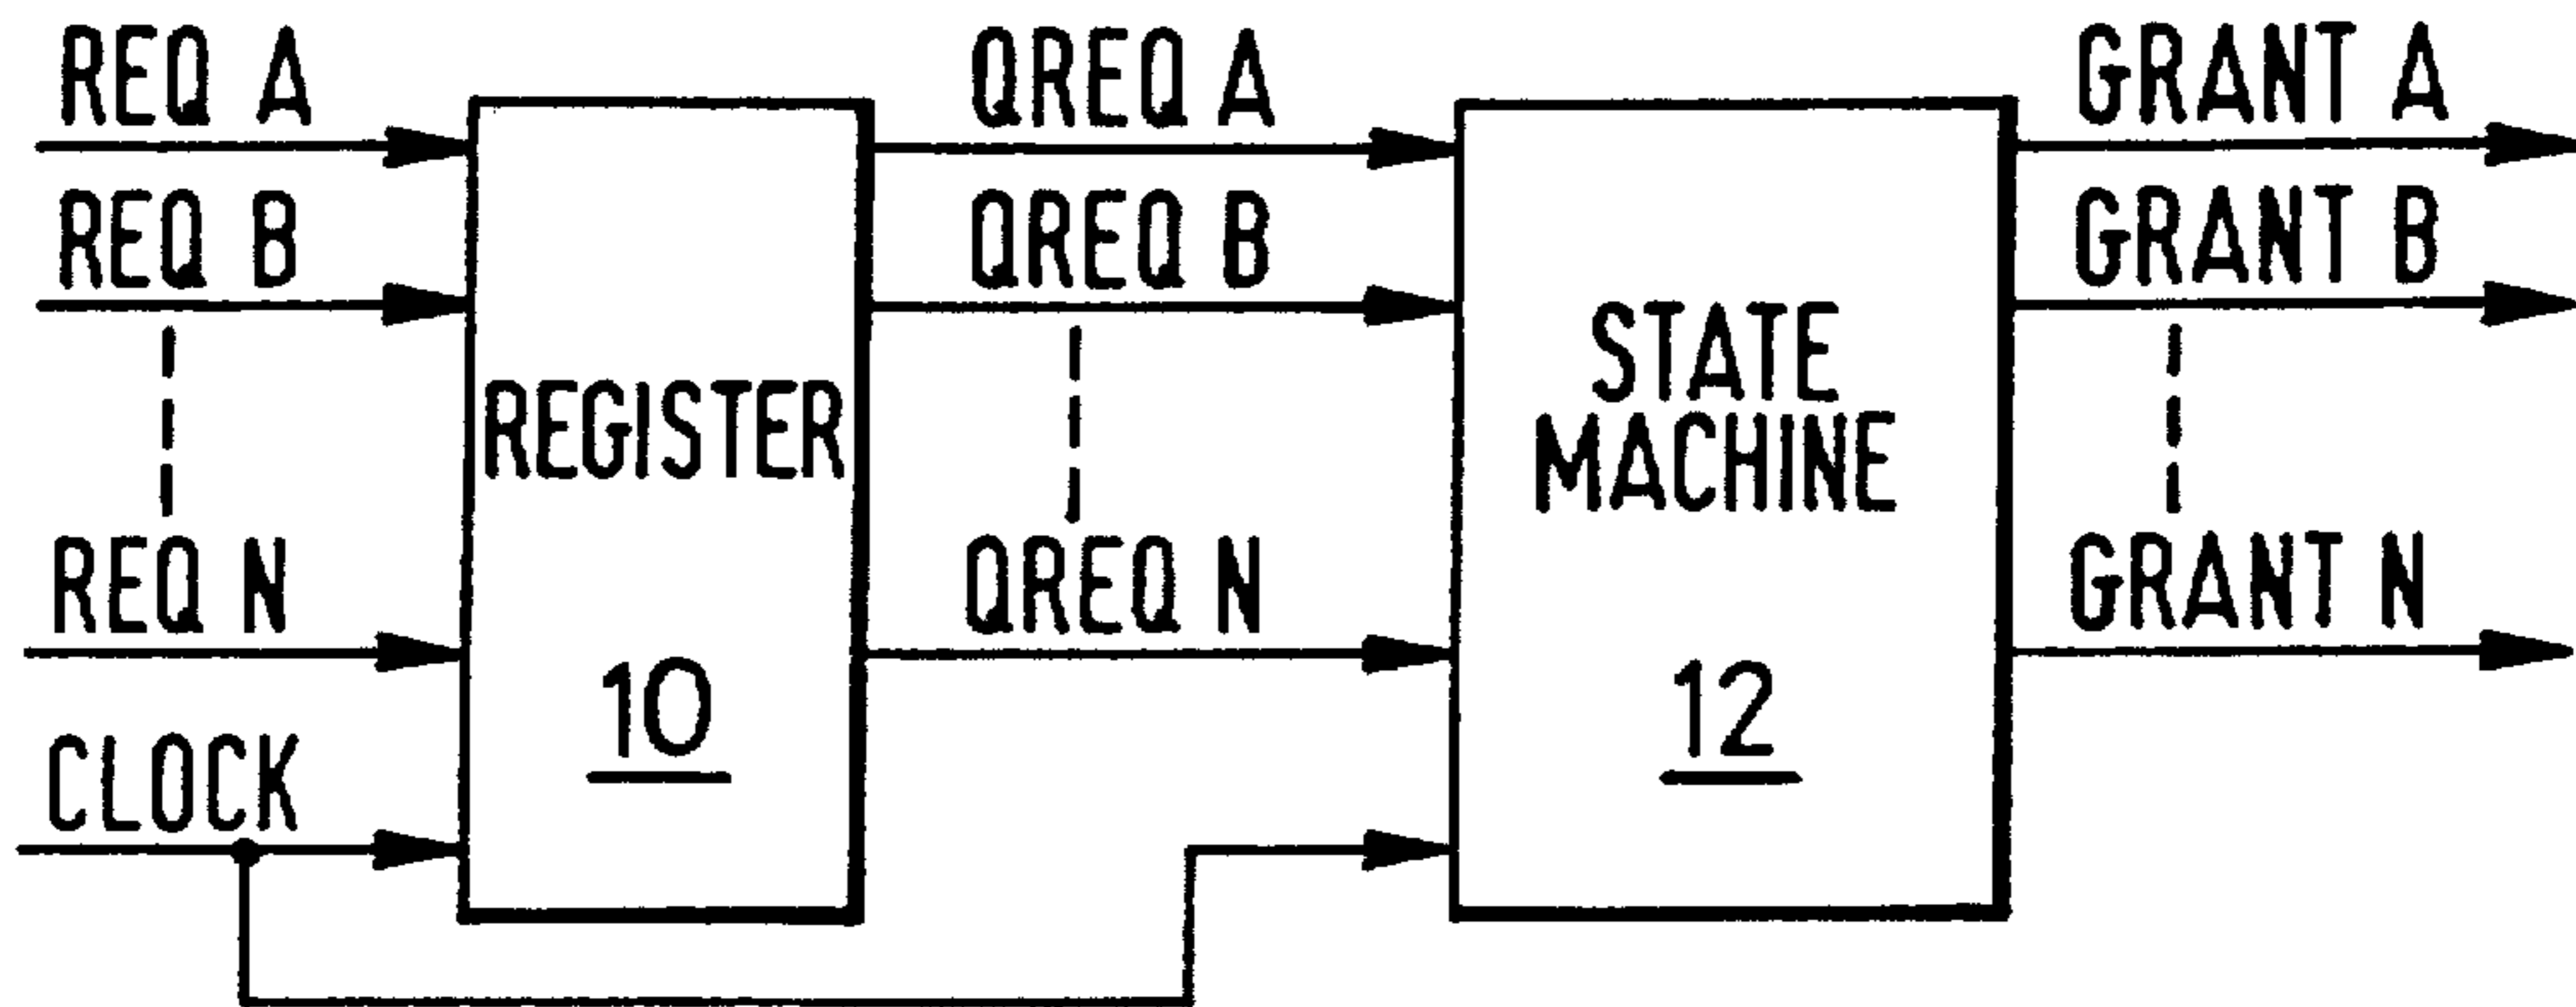 REQ A
QREQ A
GRANT A
REQ B
QREQ B
GRANT B
REGISTER
STATE
MACHINE
REQ N
QREQ N
GRANT N
10
12
CLOCK